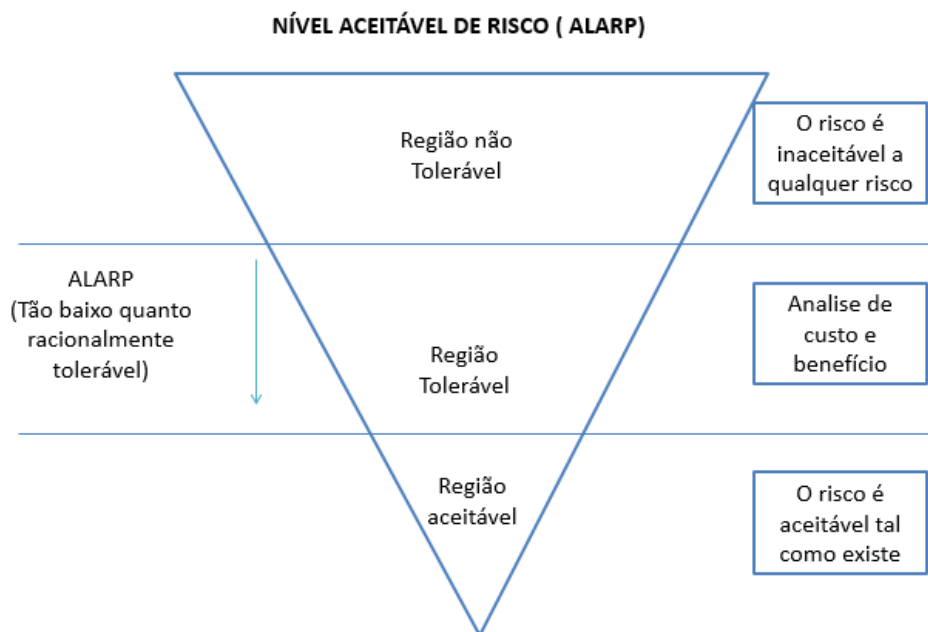 NÍVEL ACEITÁVEL DE RISCO ( ALARP)
Região não
Tolerável
O risco é
inaceitável a
qualquer risco
ALARP
(Tão baixo quanto
racionalmente
tolerável)
Região
Tolerável
Analise de
custo e
benefício
Região
aceitável
O risco é
aceitável tal
como existe